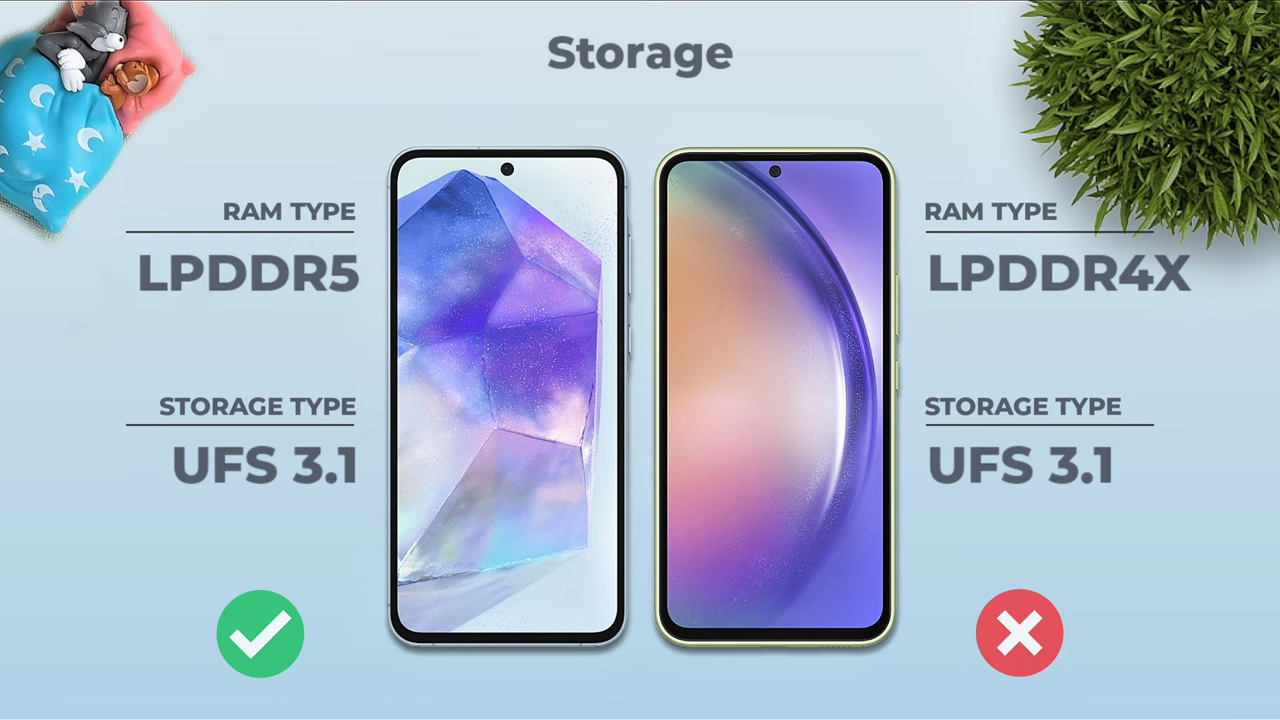 Storage
RAM TYPE
LPDDR5
STORAGE TYPE
UFS 3.1
RAM TYPE
LPDDR4X
STORAGE TYPE
UFS 3.1